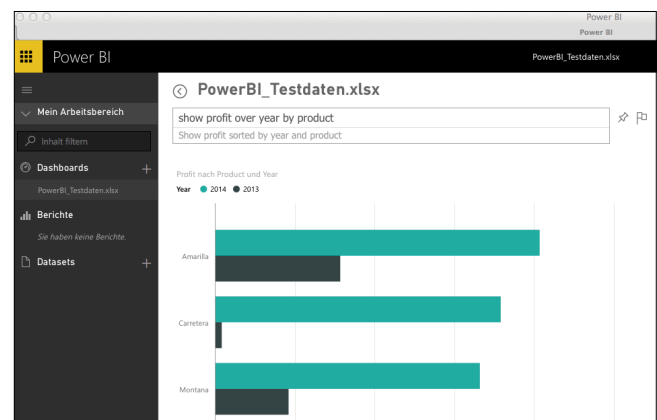 Power BI
Power BI
Power BI
PowerBI_Testdaten.xlsx
Mein Arbeitsbereich
Inhalt filtern
Dashboards
PowerBI_Testdaten.xlsx
Berichte
Sie haben keine Berichte.
Datasets
PowerBI_Testdaten.xlsx
show profit over year by product
Show profit sorted by year and product
Profit nach Product und Year
Year 2014 2013
Amarilla
Carretera
Montana